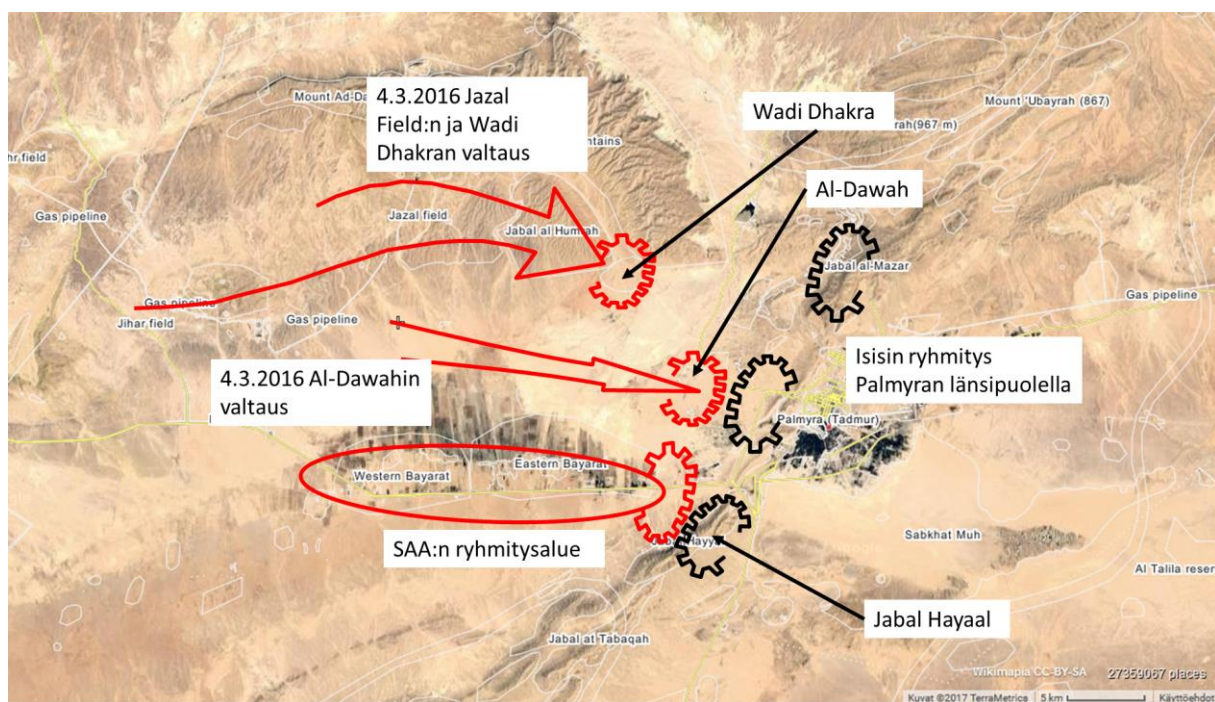 4.3.2016 Jazal
Field:n ja Wadi
Dhakran valtaus
Wadi Dhakra
Al-Dawah
Mount Ad-Da
ntains
Mount 'Ubayrah (867)
rah(967 m)
hr field
Gas pipeline
Jazal field
Jabal al Humrah
Jabal al-Mazar
Gas pipeline
Gas pipeline
Jihar field
Gas pipeline
4.3.2016 Al-Dawahin
valtaus
Isisin ryhmitys
Palmyran länsipuolella
Palmyra (Tadmur)
Western Bayarat
Eastern Bayarat
SAA:n ryhmitysalue
Sabkhat Muh
Al Talila reser
Jabal Hayaal
Jabal at Tabaqah
Wikimapia CC-BY-SA
27359067 places
Kuvat ©2017 TerraMetrics
5 km
Käyttöehdot